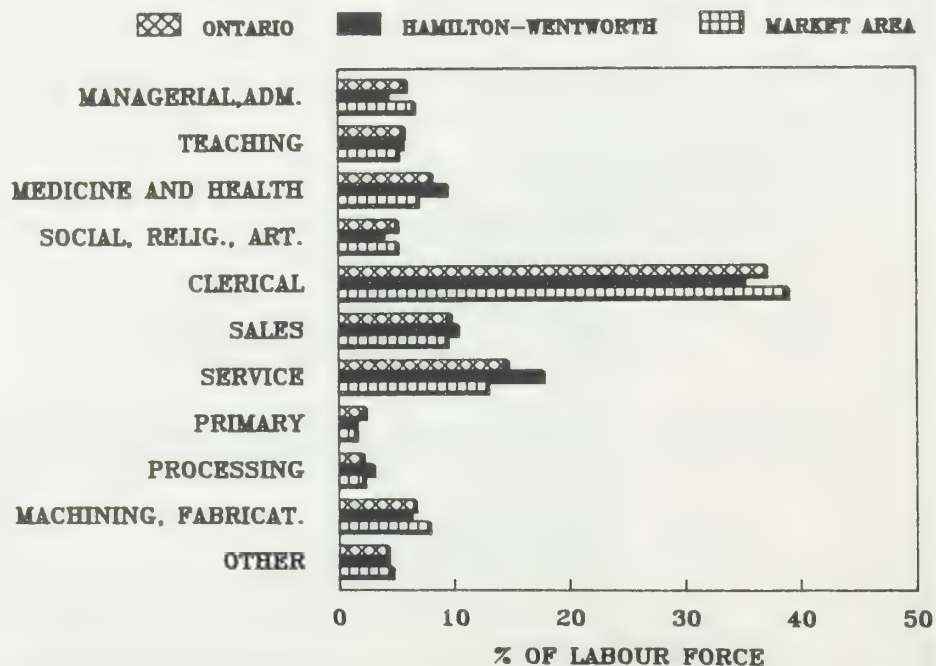 ONTARIO HAMILTON-WENTWORTH MARKET AREA
MANAGERIAL,ADM.
TEACHING
MEDICINE AND HEALTH
SOCIAL, RELIG., ART.
CLERICAL
SALES
SERVICE
PRIMARY
PROCESSING
MACHINING, FABRICAT.
OTHER
0 10 20 30 40 50
% OF LABOUR FORCE